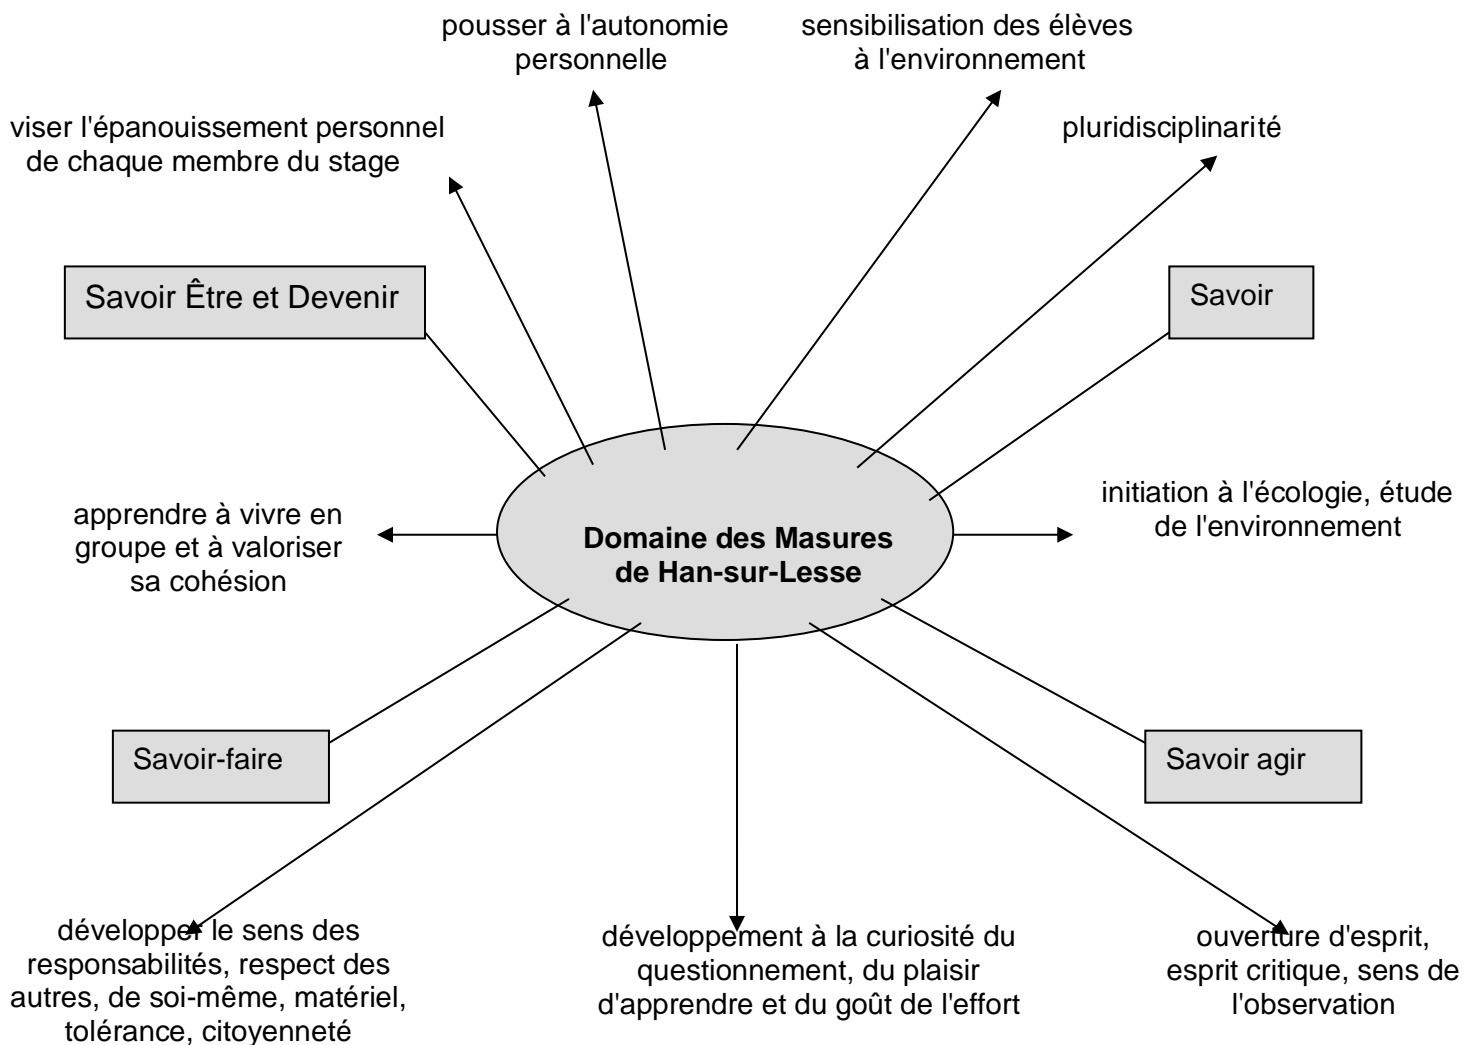 pousser à l'autonomie
personnelle
sensibilisation des élèves
à l'environnement
viser l'épanouissement personnel
de chaque membre du stage
pluridisciplinarité
Savoir Être et Devenir
Savoir
apprendre à vivre en
groupe et à valoriser
sa cohésion
Domaine des Masures
de Han-sur-Lesse
initiation à l'écologie, étude
de l'environnement
Savoir-faire
Savoir agir
développer le sens des
responsabilités, respect des
autres, de soi-même, matériel,
tolérance, citoyenneté
développement à la curiosité du
questionnement, du plaisir
d'apprendre et du goût de l'effort
ouverture d'esprit,
esprit critique, sens de
l'observation